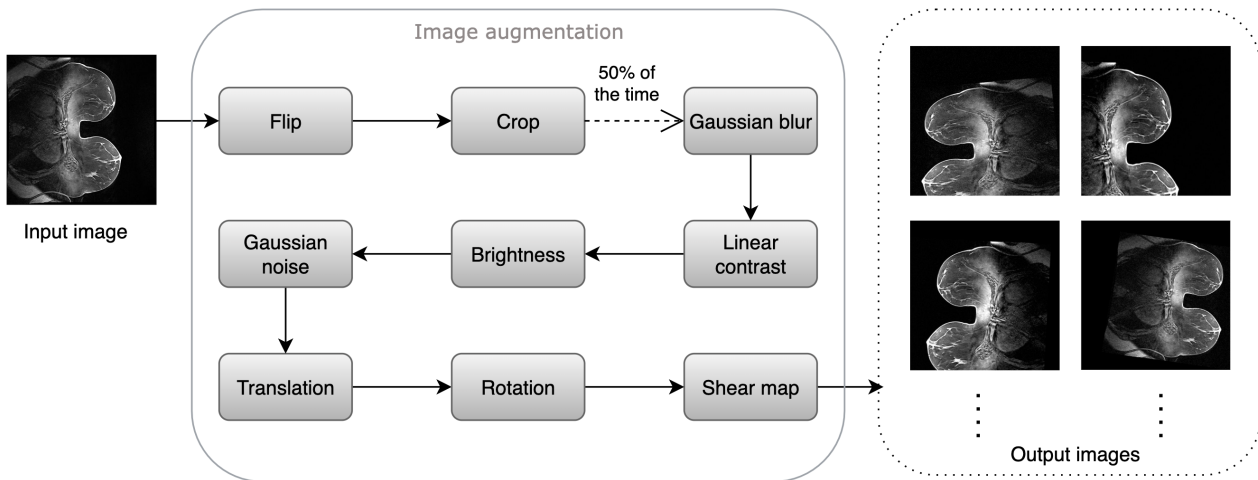 Image augmentation
50% of
the time
Flip
Crop
Gaussian blur
Input image
Gaussian
noise
Brightness
Linear
contrast
Translation
Rotation
Shear map
Output images